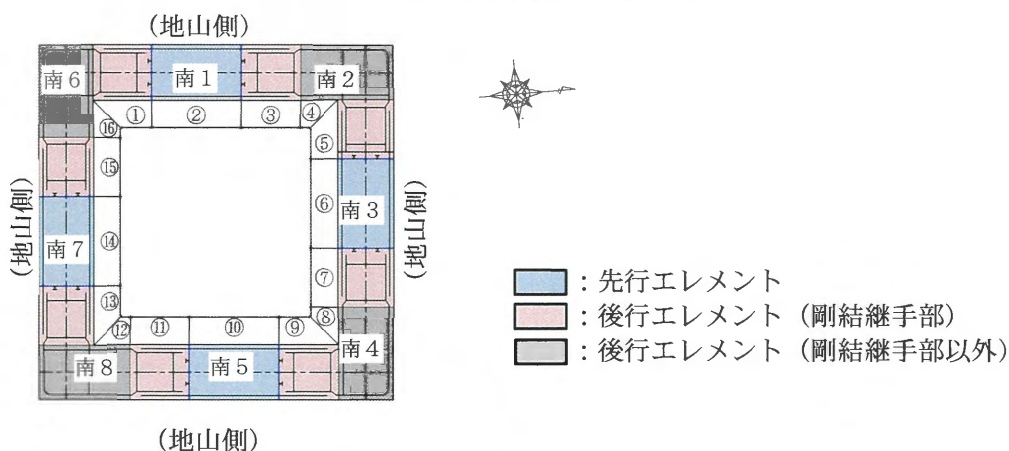 (地山側)
南6
南1
南2
①
②
③
④
⑯
⑤
⑮
(地山側)
⑥
南3
(地山側)
南7
⑭
⑦
⑬
⑧
⑫
⑪
⑩
⑨
南8
南5
南4
(地山側)
:先行エレメント
:後行エレメント (剛結継手部)
:後行エレメント (剛結継手部以外)